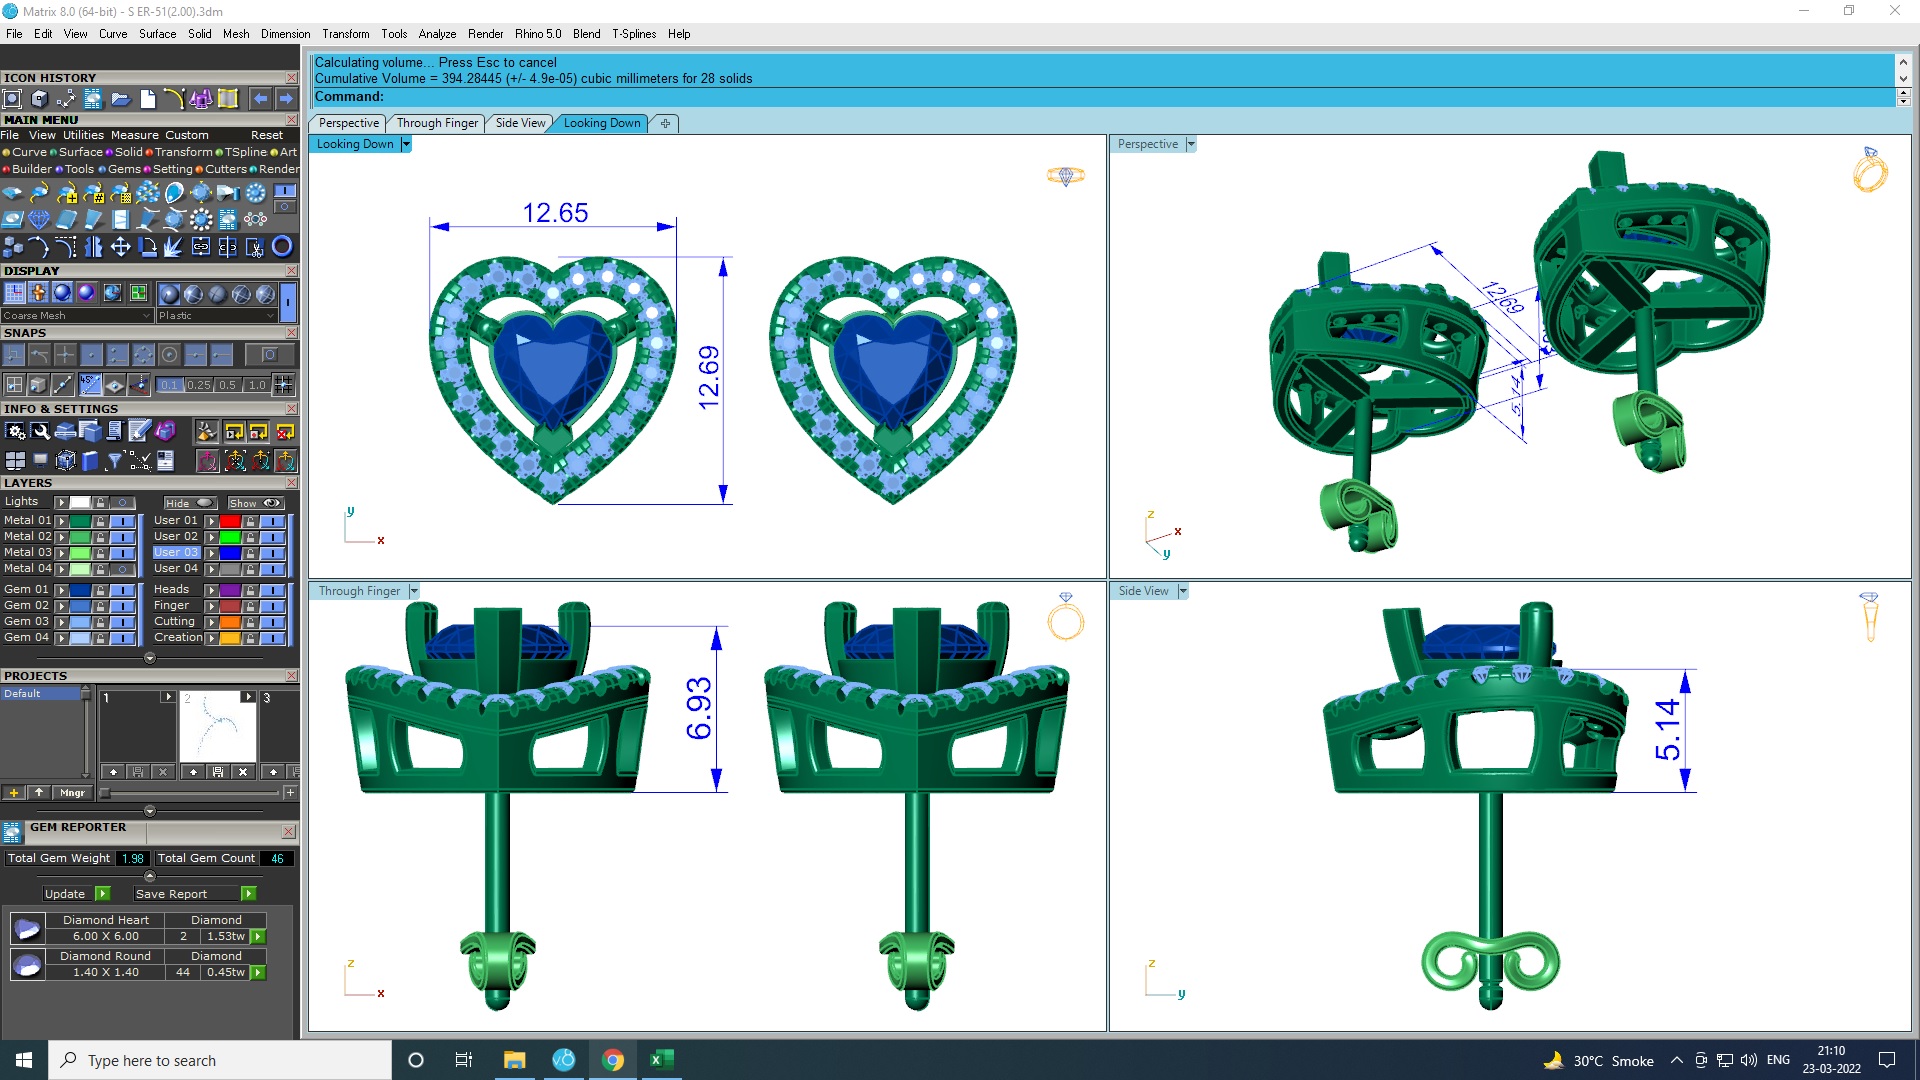 Matrix 8.0 (64-bit) - S ER-51(2.00).3dm
File Edit View Curve Surface Solid Mesh Dimension Transform Tools Analyze Render Rhino 5.0 Blend T-Splines Help
Calculating volume... Press Esc to cancel
Cumulative Volume = 394.28445 (+/- 4.9e-05) cubic millimeters for 28 solids
Command:
Perspective Through Finger Side View Looking Down
ICON HISTORY
MAIN MENU
File View Utilities Measure Custom Reset
Curve Surface Solid Transform TSpline Art
Builder Tools Gems Setting Cutters Render
DISPLAY
Coarse Mesh Plastic
SNAPS
45°
0.1 0.25 0.5 1.0
INFO & SETTINGS
LAYERS
Lights Hide Show
Metal 01 User 01
Metal 02 User 02
Metal 03 User 03
Metal 04 User 04
Gem 01 Heads
Gem 02 Finger
Gem 03 Cutting
Gem 04 Creation
PROJECTS
Default 1 2 3
Mngr
GEM REPORTER
Total Gem Weight 1.98 Total Gem Count 46
Update Save Report
Diamond Heart Diamond
6.00 X 6.00 2 1.53tw
Diamond Round Diamond
1.40 X 1.40 44 0.45tw
Looking Down
12.65
12.69
y
x
Perspective
12.69
5.14
z
x
y
Through Finger
6.93
z
x
Side View
5.14
z
y
Type here to search
30°C Smoke ENG
21:10
23-03-2022